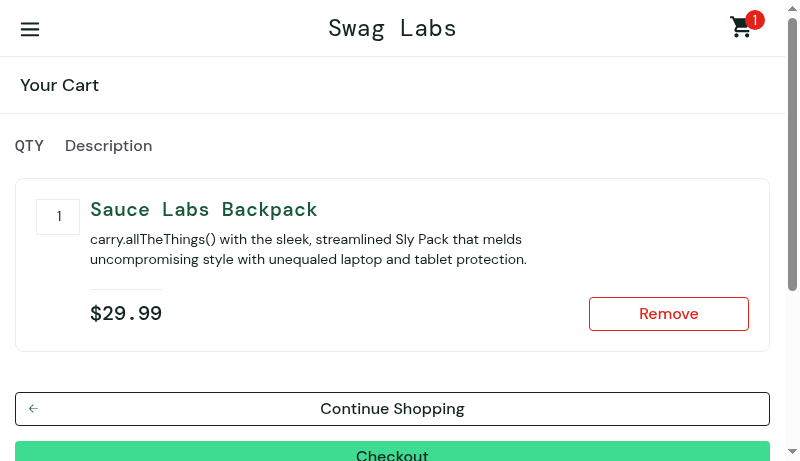 Swag Labs
1
Your Cart
QTY Description
1
Sauce Labs Backpack
carry.allTheThings() with the sleek, streamlined Sly Pack that melds
uncompromising style with unequaled laptop and tablet protection.
$29.99
Remove
Continue Shopping
Checkout